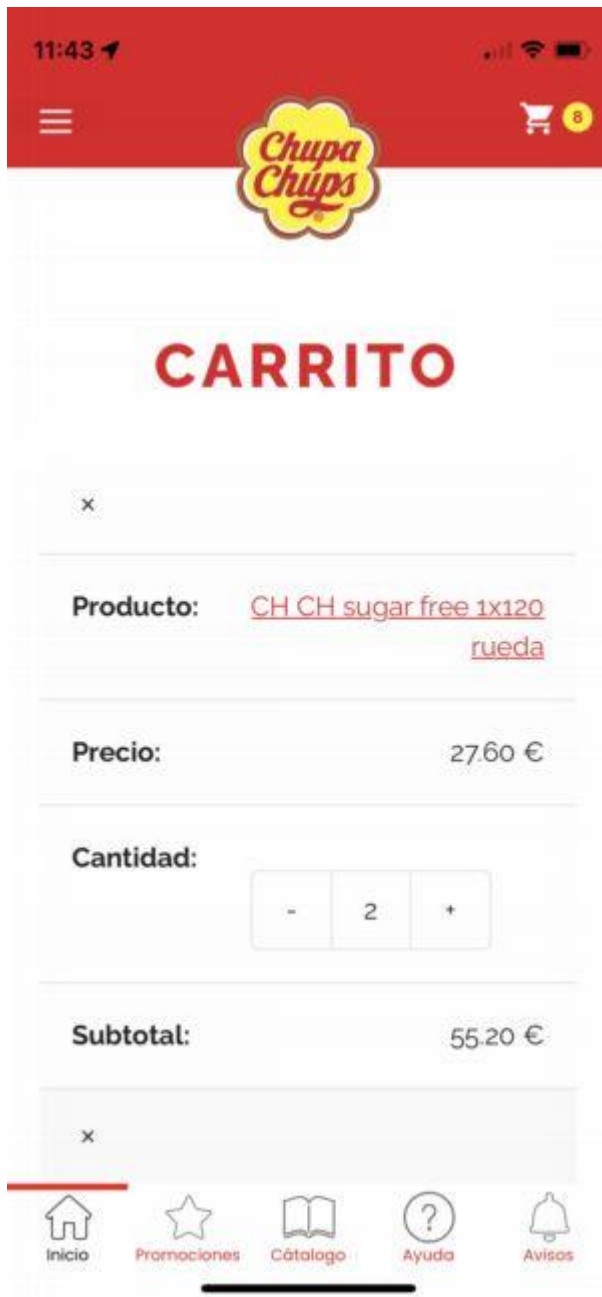 11:43
8
Chupa
Chups
CARRITO
×
Producto: CH CH sugar free 1x120
rueda
Precio: 27.60 €
Cantidad:
- 2 +
Subtotal: 55.20 €
×
Inicio Promociones Cátalogo Ayuda Avisos